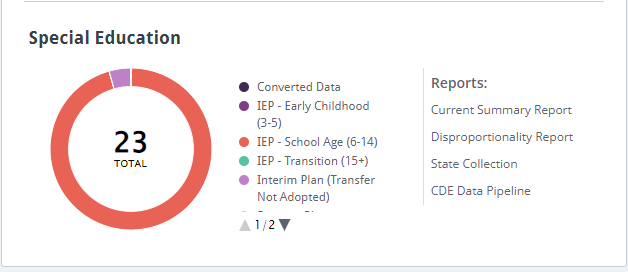 Special Education
23
TOTAL
Converted Data
IEP - Early Childhood
(3-5)
IEP - School Age (6-14)
IEP - Transition (15+)
Interim Plan (Transfer
Not Adopted)
1/2
Reports:
Current Summary Report
Disproportionality Report
State Collection
CDE Data Pipeline